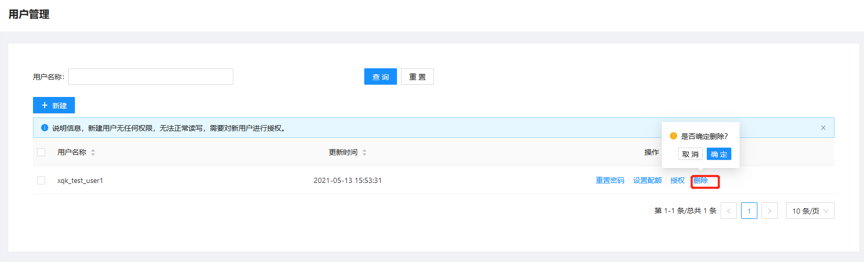 用户管理
用户名称:
查 询
重 置
+ 新建
说明信息，新建用户无任何权限，无法正常读写，需要对新用户进行授权。
是否确定删除?
取 消
确 定
用户名称
更新时间
操作
xqk_test_user1
2021-05-13 15:53:31
重置密码 设置配额 授权 删除
第 1-1 条/总共 1 条 < 1 > 10 条/页